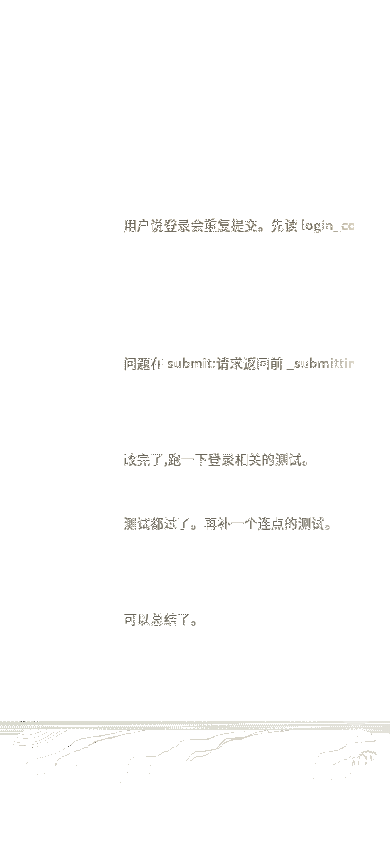 用户说登录会重复提交。先读 login_cc
问题在 submit:请求返回前 _submittin
改完了,跑一下登录相关的测试。
测试都过了。再补一个连点的测试。
可以总结了。